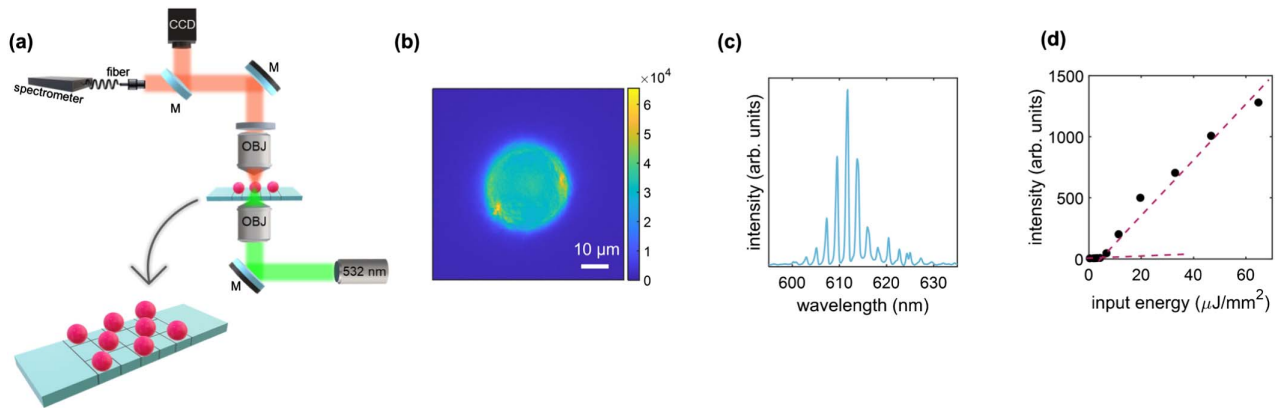 (a)
CCD
M
fiber
spectrometer
M
OBJ
OBJ
532 nm
M
(b)
×10⁴
6
5
4
3
2
1
0
10 µm
(c)
intensity (arb. units)
600 610 620 630
wavelength (nm)
(d)
1500
1000
500
0
intensity (arb. units)
0 20 40 60
input energy (µJ/mm²)